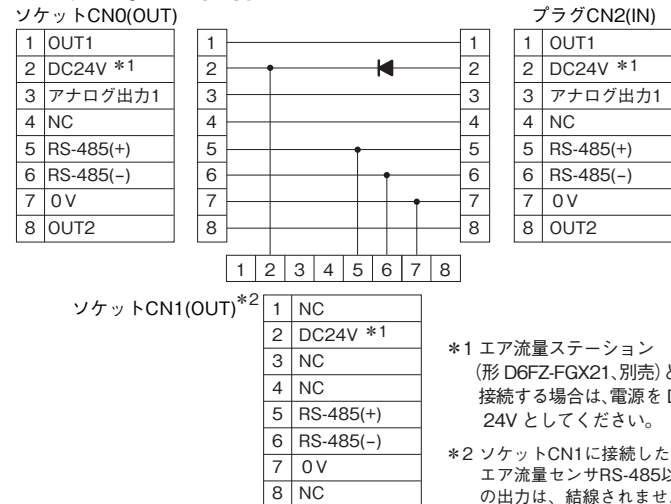 ソケットCN0(OUT)
1 OUT1
2 DC24V *1
3 アナログ出力1
4 NC
5 RS-485(+)
6 RS-485(−)
7 0V
8 OUT2
1
2
3
4
5
6
7
8
1
2
3
4
5
6
7
8
プラグCN2(IN)
1 OUT1
2 DC24V *1
3 アナログ出力1
4 NC
5 RS-485(+)
6 RS-485(−)
7 0V
8 OUT2
1 2 3 4 5 6 7 8
ソケットCN1(OUT)*2
1 NC
2 DC24V *1
3 NC
4 NC
5 RS-485(+)
6 RS-485(−)
7 0V
8 NC
*1 エア流量ステーション
(形 D6FZ-FGX21、別売)と
接続する場合は、電源を D
24V としてください。
*2 ソケットCN1に接続した
エア流量センサRS-485以
の出力は、結線されませ